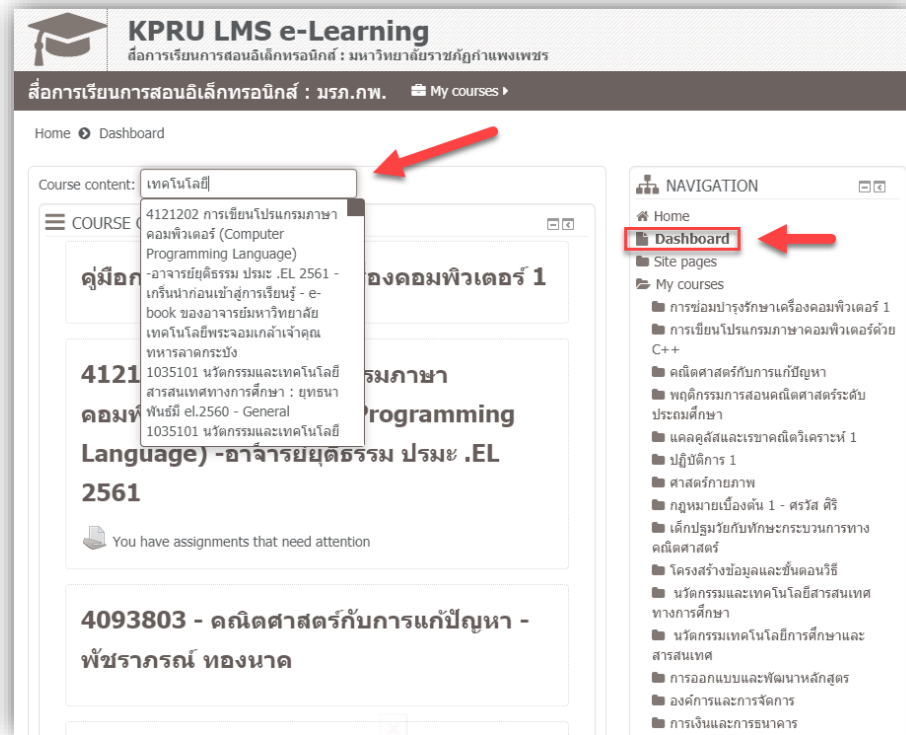 KPRU LMS e-Learning
สื่อการเรียนการสอนอิเล็กทรอนิกส์ : มหาวิทยาลัยราชภัฏกำแพงเพชร
สื่อการเรียนการสอนอิเล็กทรอนิกส์ : มรภ.กพ. My courses
Home Dashboard
Course content: เทคโนโลยี
4121202 การเขียนโปรแกรมภาษา
คอมพิวเตอร์ (Computer
Programming Language)
-อาจารย์ยุติธรรม ปรมะ .EL 2561 -
เกริ่นนำก่อนเข้าสู่การเรียนรู้ - e-
book ของอาจารย์มหาวิทยาลัย
เทคโนโลยีพระจอมเกล้าเจ้าคุณ
ทหารลาดกระบัง
1035101 นวัตกรรมและเทคโนโลยี
สารสนเทศทางการศึกษา : ยุทธนา
พันธ์มี el.2560 - General
1035101 นวัตกรรมและเทคโนโลยี
COURSE
คู่มือ
องคอมพิวเตอร์ 1
4121
รมภาษา
คอมพิ
Programming
Language) -อาจารย์ยุติธรรม ปรมะ .EL
2561
You have assignments that need attention
4093803 - คณิตศาสตร์กับการแก้ปัญหา -
พัชราภรณ์ ทองนาค
NAVIGATION
Home
Dashboard
Site pages
My courses
การซ่อมบำรุงรักษาเครื่องคอมพิวเตอร์ 1
การเขียนโปรแกรมภาษาคอมพิวเตอร์ด้วย
C++
คณิตศาสตร์กับการแก้ปัญหา
พฤติกรรมการสอนคณิตศาสตร์ระดับ
ประถมศึกษา
แคลคูลัสและเรขาคณิตวิเคราะห์ 1
ปฏิบัติการ 1
ศาสตร์กายภาพ
กฎหมายเบื้องต้น 1 - ศรวัส ศิริ
เด็กปฐมวัยกับทักษะกระบวนการทาง
คณิตศาสตร์
โครงสร้างข้อมูลและขั้นตอนวิธี
นวัตกรรมและเทคโนโลยีสารสนเทศ
ทางการศึกษา
นวัตกรรมเทคโนโลยีการศึกษาและ
สารสนเทศ
การออกแบบและพัฒนาหลักสูตร
องค์การและการจัดการ
การเงินและการธนาคาร